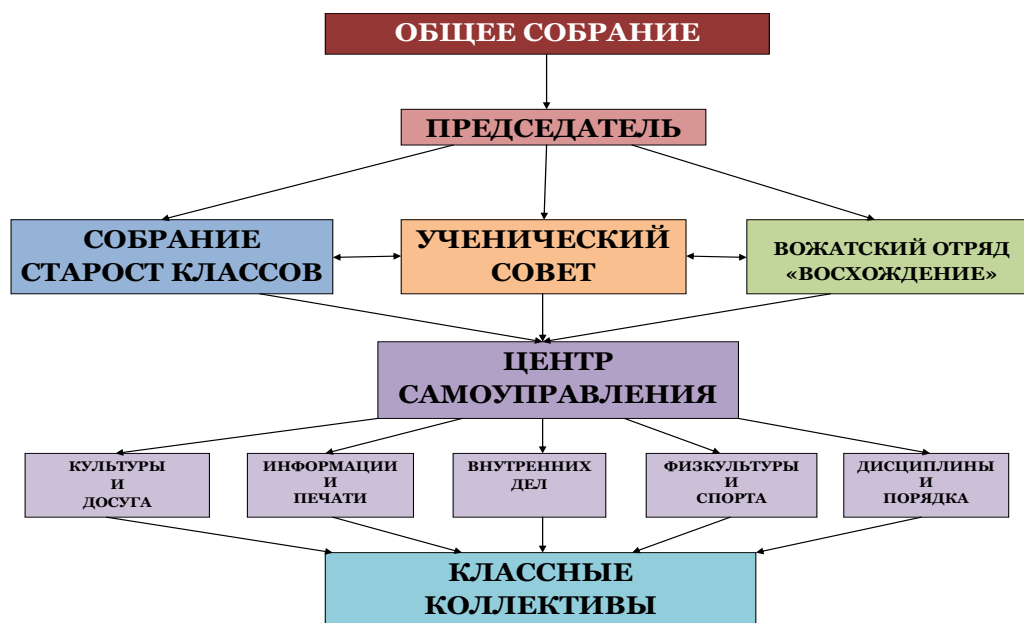 ОБЩЕЕ СОБРАНИЕ
ПРЕДСЕДАТЕЛЬ
СОБРАНИЕ
СТАРОСТ КЛАССОВ
УЧЕНИЧЕСКИЙ
СОВЕТ
ВОЖАТСКИЙ ОТРЯД
«ВОСХОЖДЕНИЕ»
ЦЕНТР
САМОУПРАВЛЕНИЯ
КУЛЬТУРЫ
И
ДОСУГА
ИНФОРМАЦИИ
И
ПЕЧАТИ
ВНУТРЕННИХ
ДЕЛ
ФИЗКУЛЬТУРЫ
И
СПОРТА
ДИСЦИПЛИНЫ
И
ПОРЯДКА
КЛАССНЫЕ
КОЛЛЕКТИВЫ